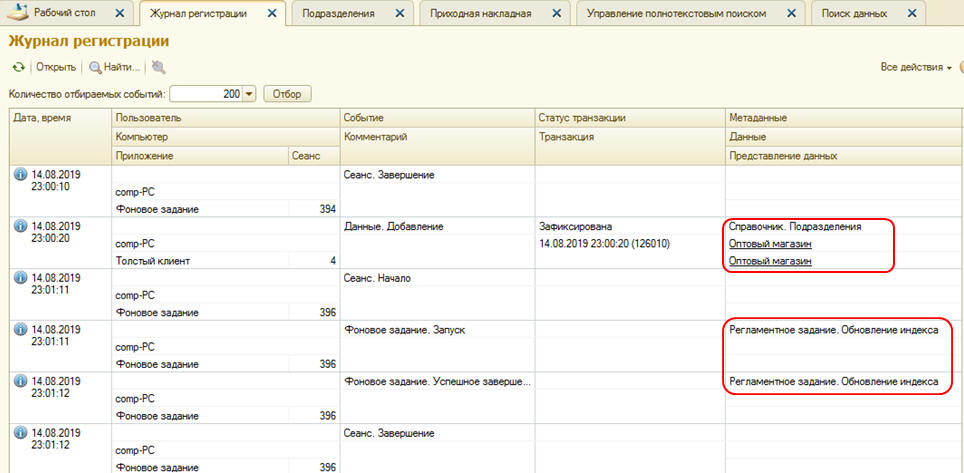 Рабочий стол Журнал регистрации Подразделения Приходная накладная Управление полнотекстовым поиском Поиск данных
Журнал регистрации
Открыть Найти... Все действия
Количество отбираемых событий: 200 Отбор
Дата, время Пользователь Событие Статус транзакции Метаданные
Компьютер Комментарий Транзакция Данные
Приложение Сеанс Представление данных
14.08.2019 Сеанс. Завершение
23:00:10 comp-PC
Фоновое задание 394
14.08.2019 Данные. Добавление Зафиксирована Справочник. Подразделения
23:00:20 comp-PC 14.08.2019 23:00:20 (126010) Оптовый магазин
Толстый клиент 4 Оптовый магазин
14.08.2019 Сеанс. Начало
23:01:11 comp-PC
Фоновое задание 396
14.08.2019 Фоновое задание. Запуск Регламентное задание. Обновление индекса
23:01:11 comp-PC
Фоновое задание 396
14.08.2019 Фоновое задание. Успешное заверше... Регламентное задание. Обновление индекса
23:01:12 comp-PC
Фоновое задание 396
14.08.2019 Сеанс. Завершение
23:01:12 comp-PC
Фоновое задание 396